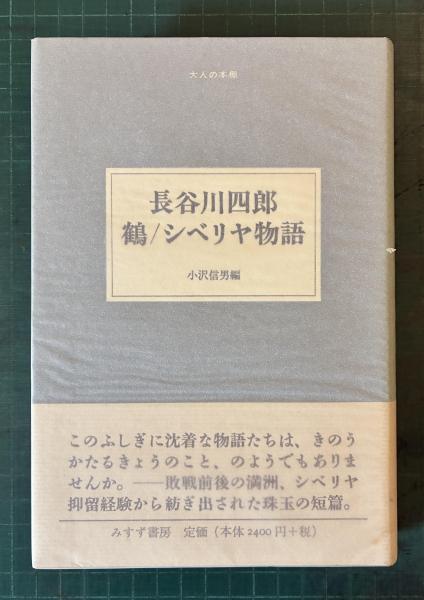 大人の本棚
長谷川四郎
鶴/シベリヤ物語
小沢信男編
このふしぎに沈着な物語たちは、きのう
かたるきょうのこと、のようでもありま
せんか。——敗戦前後の満洲、シベリヤ
抑留経験から紡ぎ出された珠玉の短篇。
みすず書房 定価（本体2400円＋税）